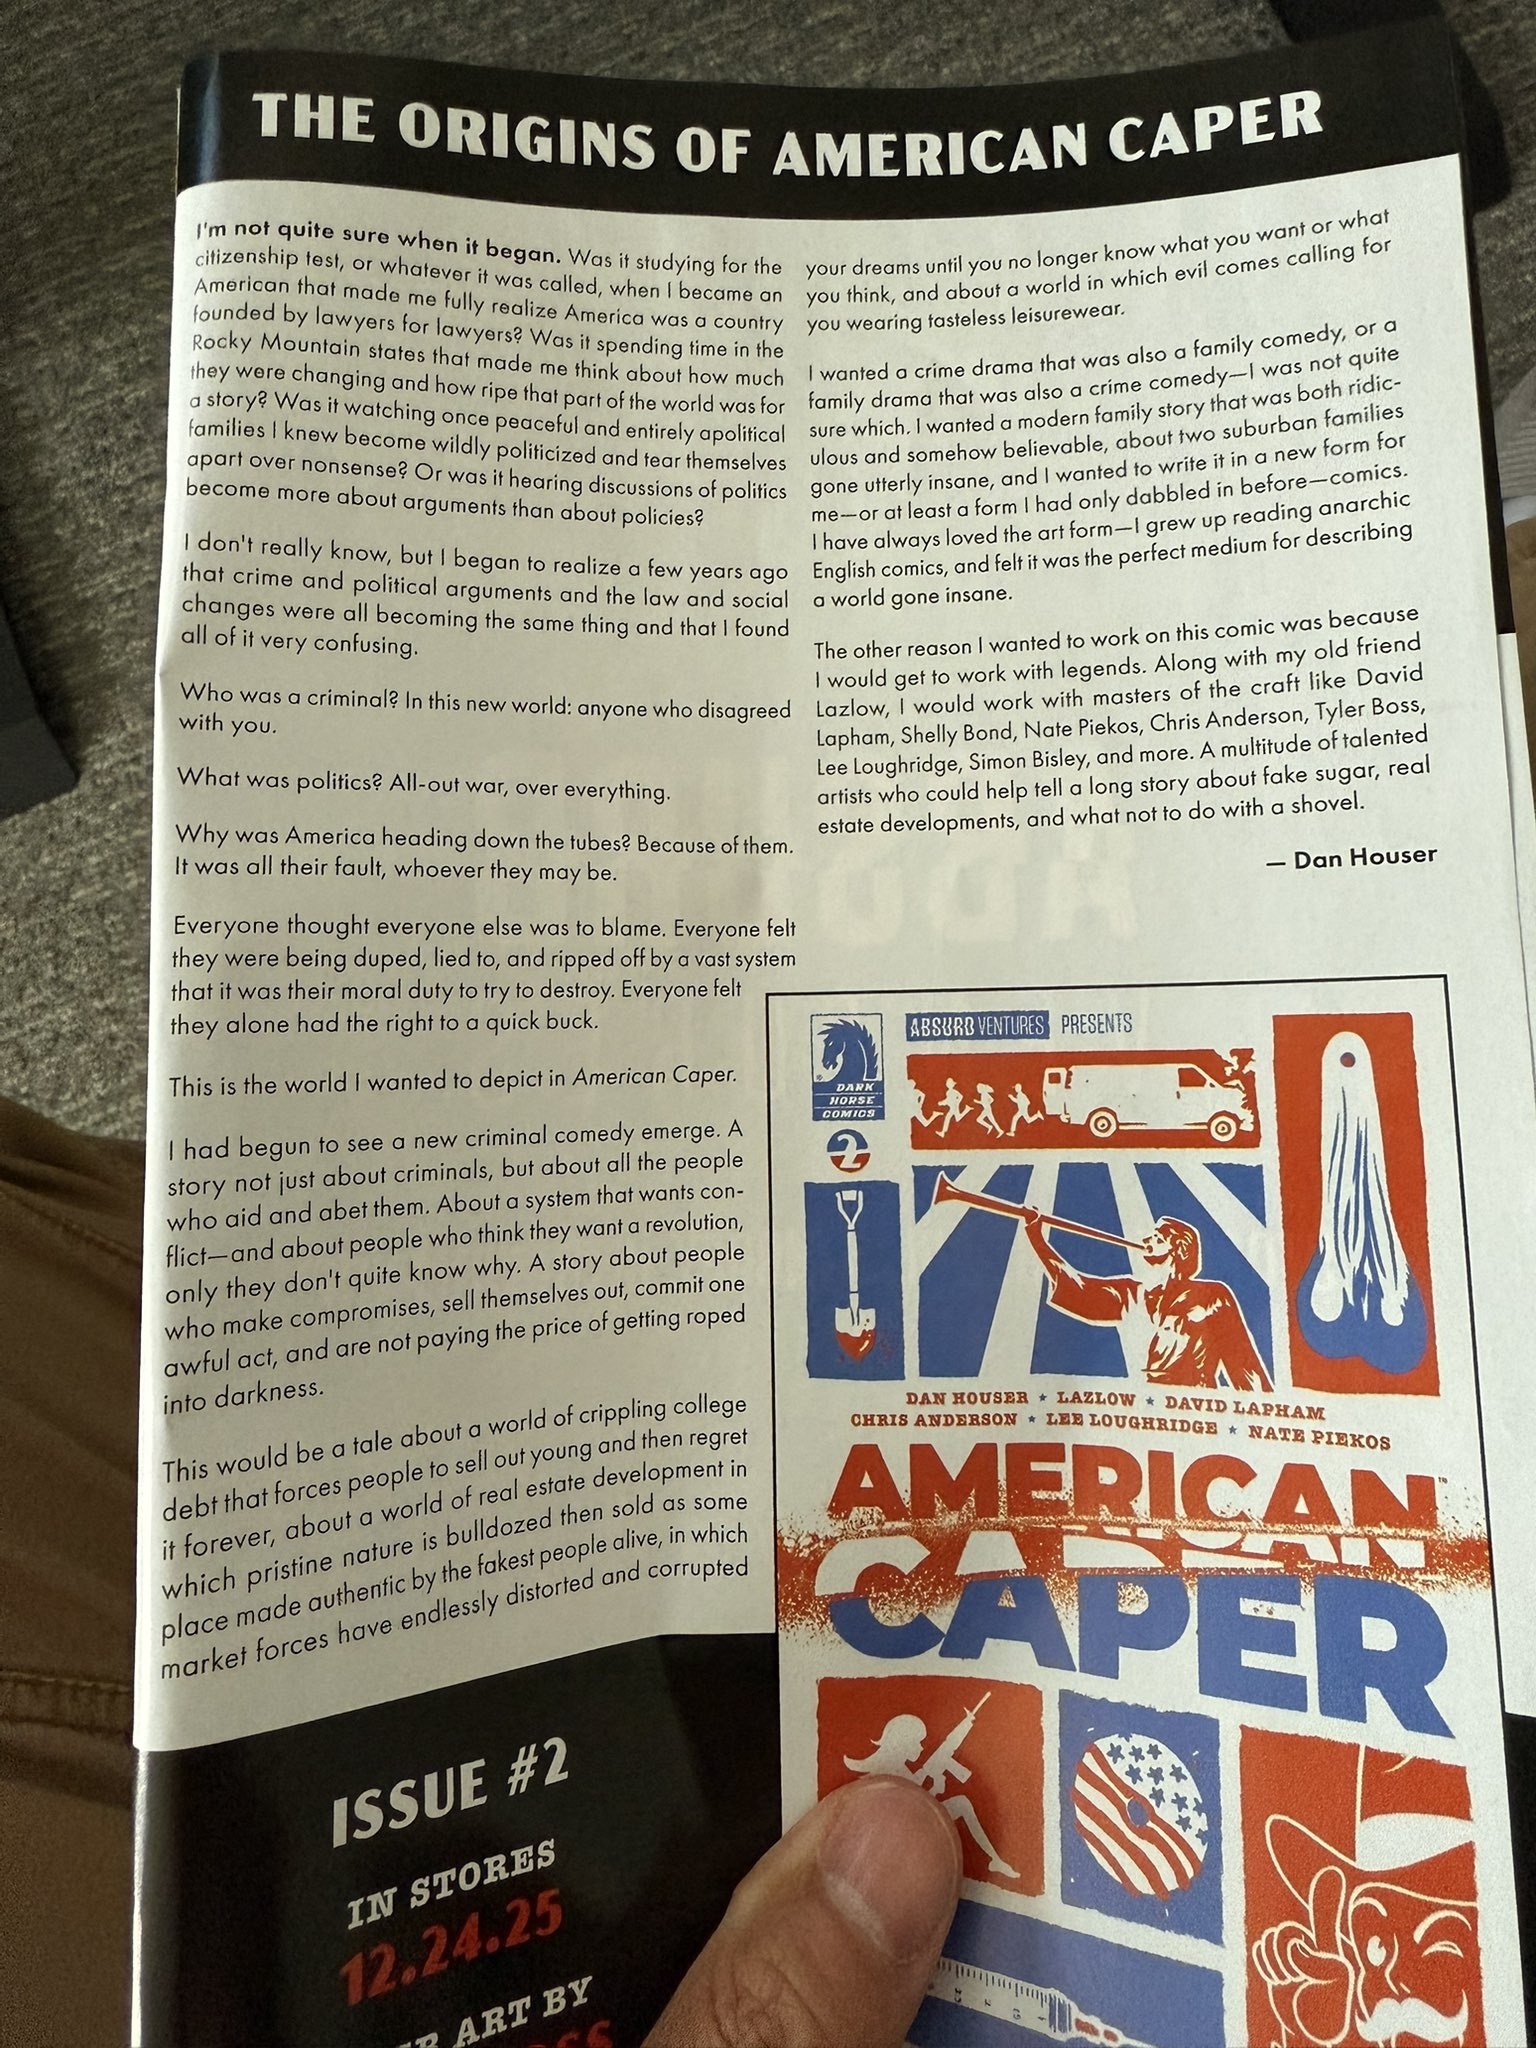 THE ORIGINS OF AMERICAN CAPER
I'm not quite sure when it began. Was it studying for the
citizenship test, or whatever it was called, when I became an
American that made me fully realize America was a country
founded by lawyers for lawyers? Was it spending time in the
Rocky Mountain states that made me think about how much
they were changing and how ripe that part of the world was for
a story? Was it watching once peaceful and entirely apolitical
families I knew become wildly politicized and tear themselves
apart over nonsense? Or was it hearing discussions of politics
become more about arguments than about policies?
I don't really know, but I began to realize a few years ago
that crime and political arguments and the law and social
changes were all becoming the same thing and that I found
all of it very confusing.
Who was a criminal? In this new world: anyone who disagreed
with you.
What was politics? All-out war, over everything.
Why was America heading down the tubes? Because of them.
It was all their fault, whoever they may be.
Everyone thought everyone else was to blame. Everyone felt
they were being duped, lied to, and ripped off by a vast system
that it was their moral duty to try to destroy. Everyone felt
they alone had the right to a quick buck.
This is the world I wanted to depict in American Caper.
I had begun to see a new criminal comedy emerge. A
story not just about criminals, but about all the people
who aid and abet them. About a system that wants con-
flict—and about people who think they want a revolution,
only they don't quite know why. A story about people
who make compromises, sell themselves out, commit one
awful act, and are not paying the price of getting roped
into darkness.
This would be a tale about a world of crippling college
debt that forces people to sell out young and then regret
it forever, about a world of real estate development in
which pristine nature is bulldozed then sold as some
place made authentic by the fakest people alive, in which
market forces have endlessly distorted and corrupted
your dreams until you no longer know what you want or what
you think, and about a world in which evil comes calling for
you wearing tasteless leisurewear.
I wanted a crime drama that was also a family comedy, or a
family drama that was also a crime comedy—I was not quite
sure which. I wanted a modern family story that was both ridic-
ulous and somehow believable, about two suburban families
gone utterly insane, and I wanted to write it in a new form for
me—or at least a form I had only dabbled in before—comics.
I have always loved the art form—I grew up reading anarchic
English comics, and felt it was the perfect medium for describing
a world gone insane.
The other reason I wanted to work on this comic was because
I would get to work with legends. Along with my old friend
Lazlow, I would work with masters of the craft like David
Lapham, Shelly Bond, Nate Piekos, Chris Anderson, Tyler Boss,
Lee Loughridge, Simon Bisley, and more. A multitude of talented
artists who could help tell a long story about fake sugar, real
estate developments, and what not to do with a shovel.
— Dan Houser
ABSURD VENTURES PRESENTS
DARK
HORSE
COMICS
2
DAN HOUSER ★ LAZLOW ★ DAVID LAPHAM
CHRIS ANDERSON ★ LEE LOUGHRIDGE ★ NATE PIEKOS
AMERICAN™
CAPER
ISSUE #2
IN STORES
12.24.25
ART BY